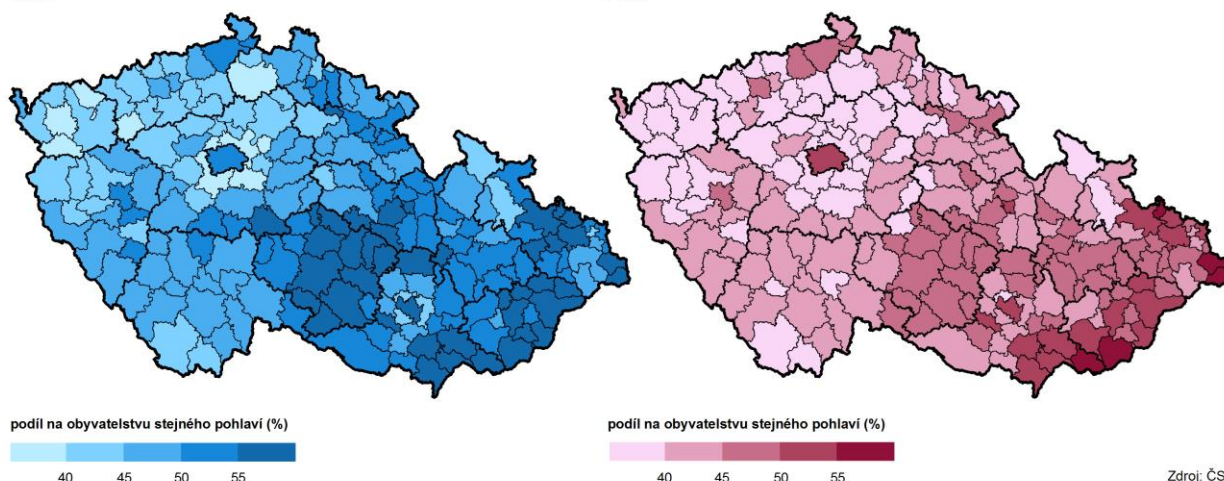 podíl na obyvatelstvu stejného pohlaví (%)
40 45 50 55
podíl na obyvatelstvu stejného pohlaví (%)
40 45 50 55
Zdroj: ČS